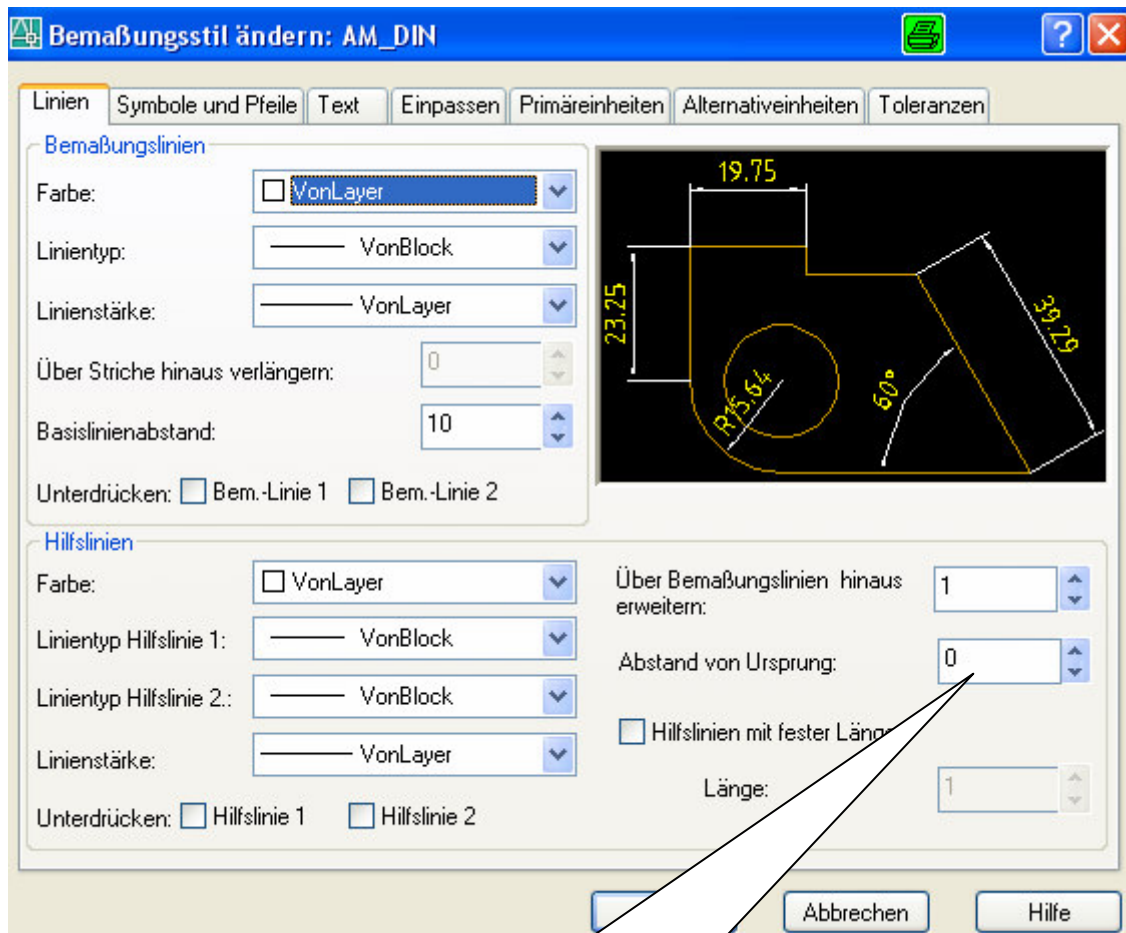 Bemaßungsstil ändern: AM_DIN
?
Linien Symbole und Pfeile Text Einpassen Primäreinheiten Alternativeinheiten Toleranzen
Bemaßungslinien
Farbe: VonLayer
Linientyp: VonBlock
Linienstärke: VonLayer
Über Striche hinaus verlängern: 0
Basislinienabstand: 10
Unterdrücken: Bem.-Linie 1 Bem.-Linie 2
19.75
23.25
39.29
R15.64
60°
Hilfslinien
Farbe: VonLayer
Linientyp Hilfslinie 1: VonBlock
Linientyp Hilfslinie 2.: VonBlock
Linienstärke: VonLayer
Unterdrücken: Hilfslinie 1 Hilfslinie 2
Über Bemaßungslinien hinaus
erweitern: 1
Abstand von Ursprung: 0
Hilfslinien mit fester Länge
Länge: 1
Abbrechen Hilfe